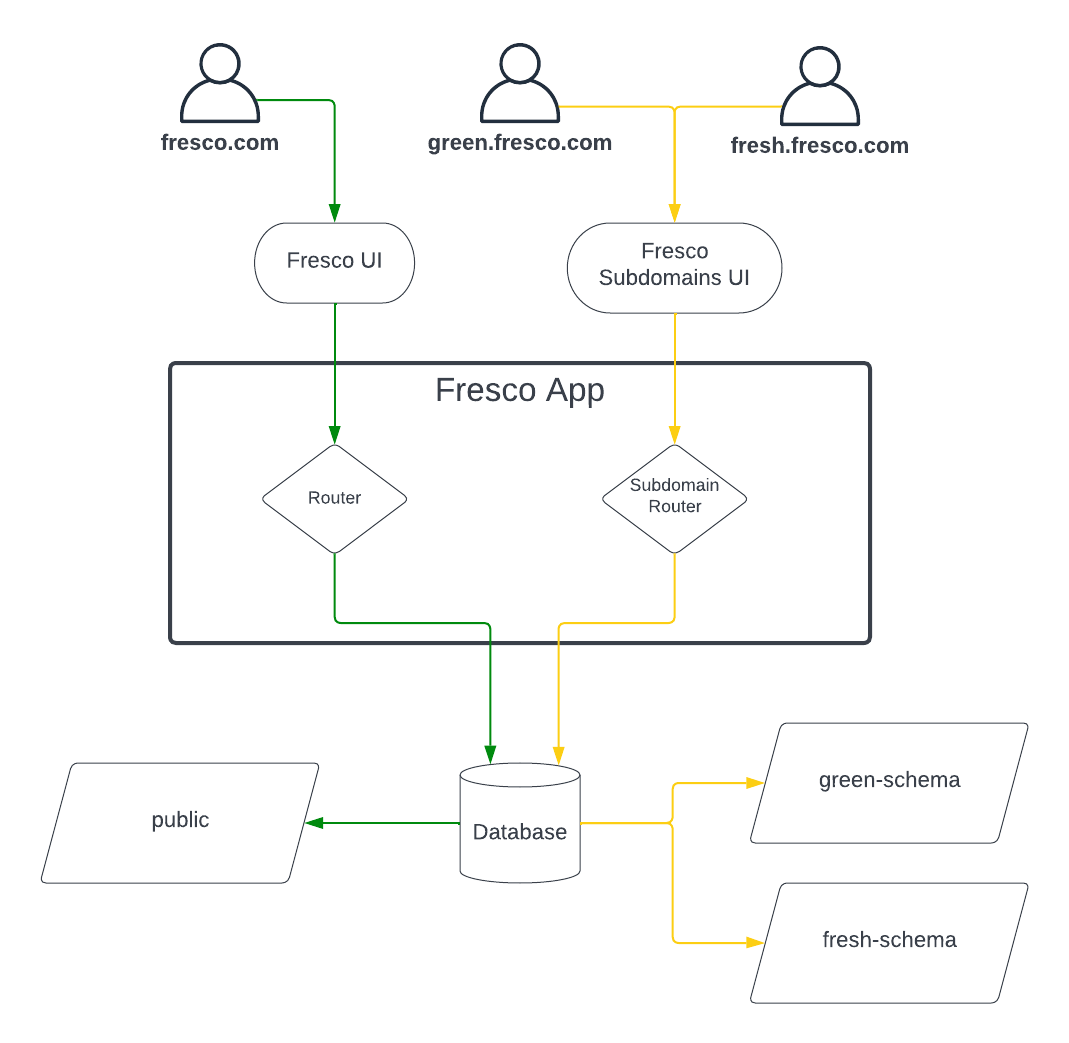 fresco.com
green.fresco.com
fresh.fresco.com
Fresco UI
Fresco
Subdomains UI
Fresco App
Router
Subdomain
Router
public
Database
green-schema
fresh-schema